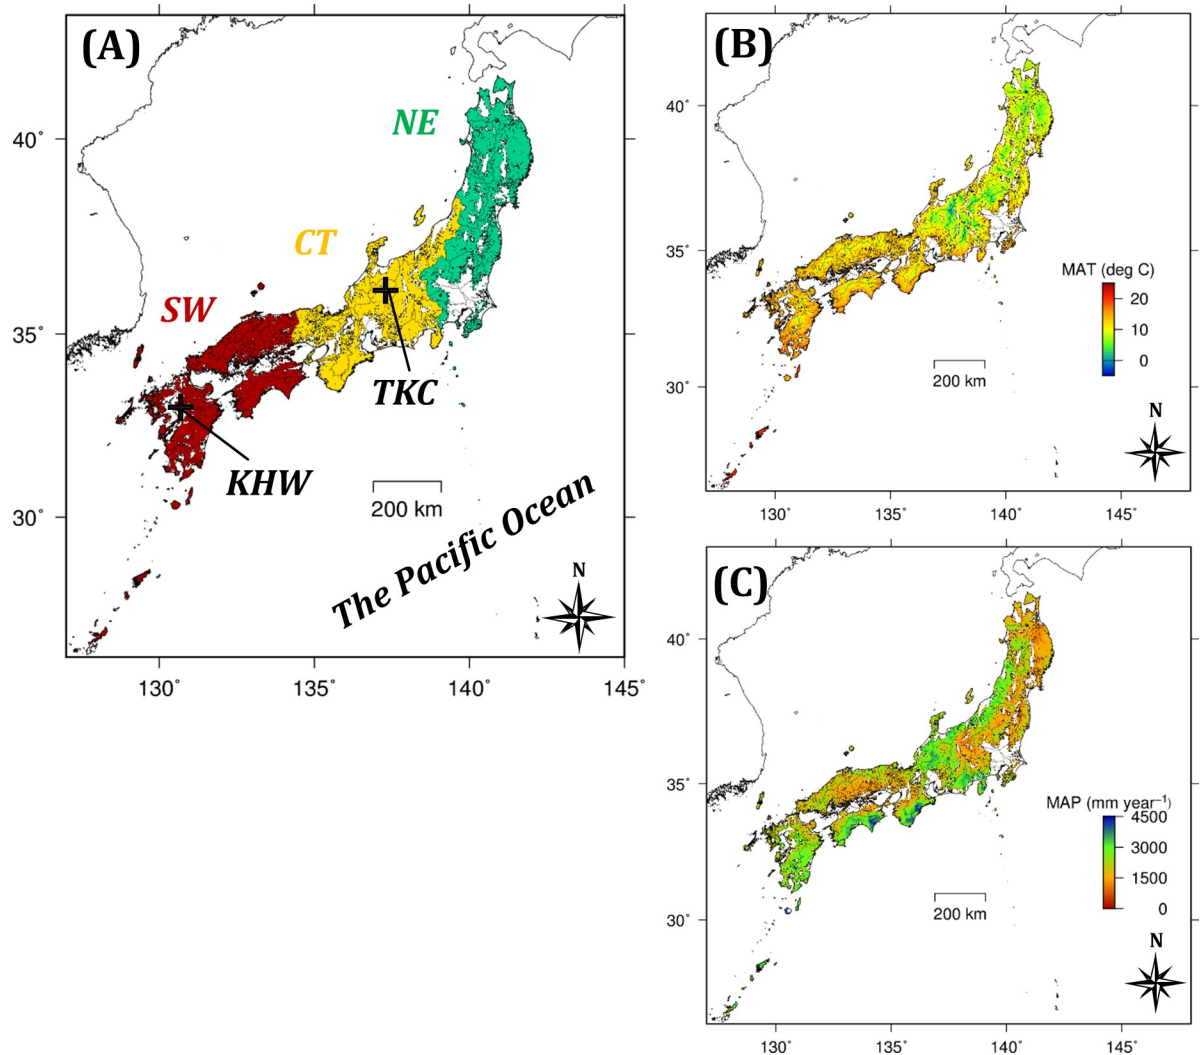 (A)
NE
CT
SW
TKC
KHW
200 km
The Pacific Ocean
N
40°
35°
30°
130°
135°
140°
145°
(B)
MAT (deg C)
20
10
0
200 km
N
40°
35°
30°
130°
135°
140°
145°
(C)
MAP (mm year⁻¹)
4500
3000
1500
0
200 km
N
40°
35°
30°
130°
135°
140°
145°